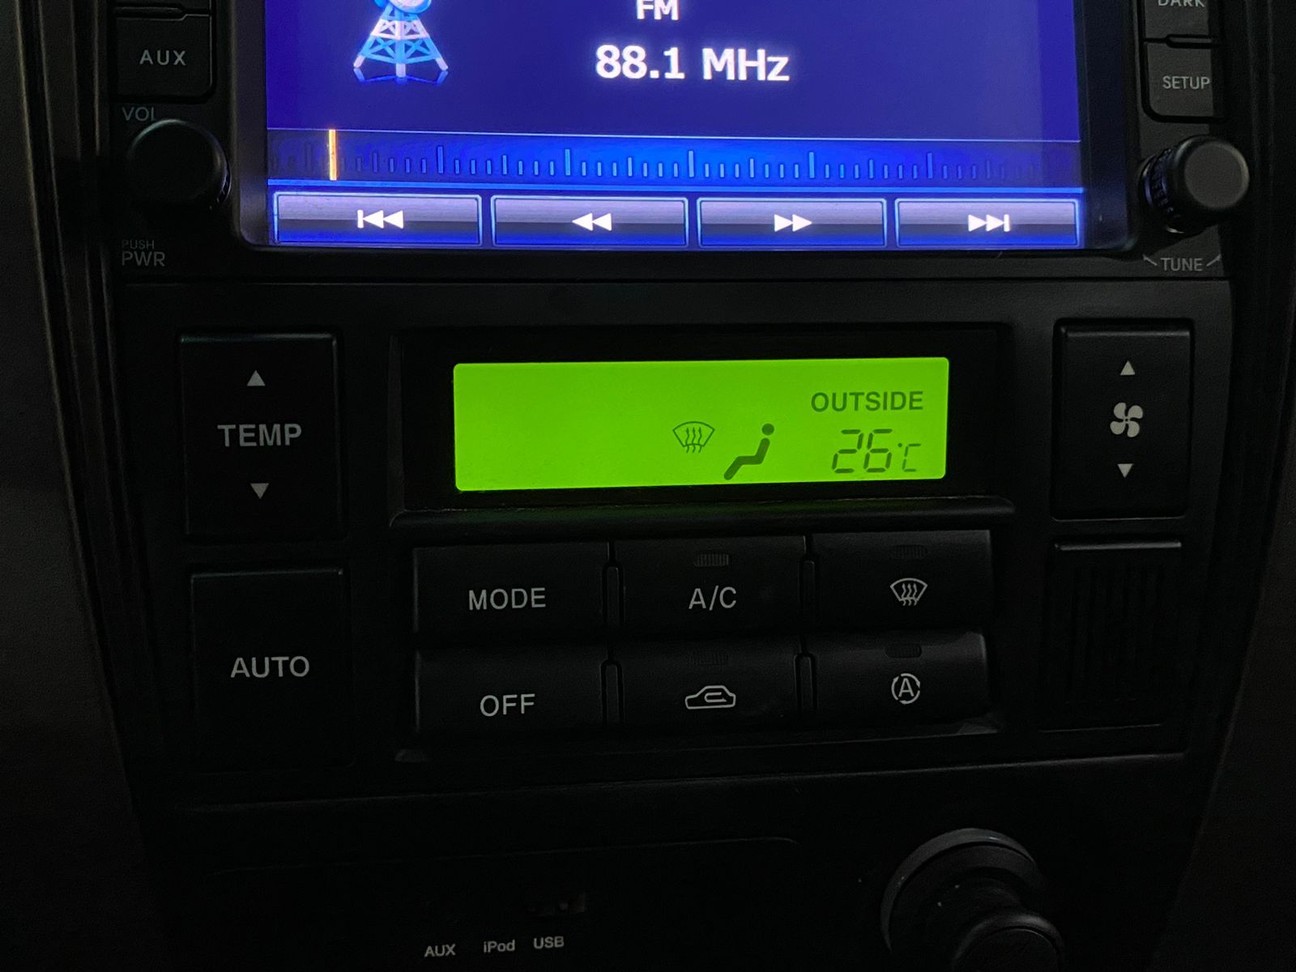 FM
DARK
AUX
88.1 MHz
SETUP
VOL
PUSH
PWR
TUNE
TEMP
OUTSIDE
26℃
MODE
A/C
AUTO
OFF
A
AUX iPod USB